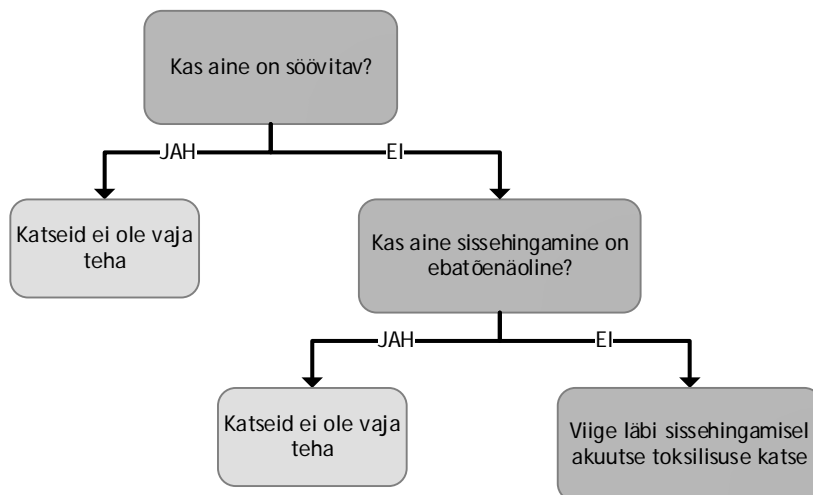 Kas aine on söövitav?
JAH
EI
Katseid ei ole vaja
teha
Kas aine sissehingamine on
ebatõenäoline?
JAH
EI
Katseid ei ole vaja
teha
Viige läbi sissehingamisel
akuutse toksilisuse katse